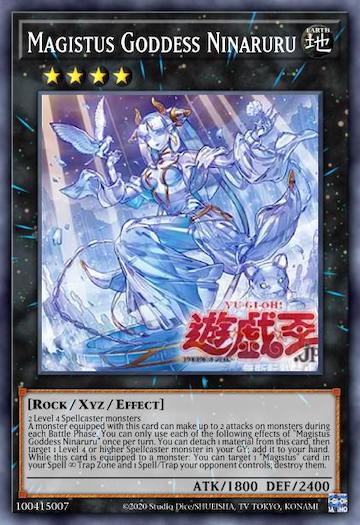 MAGISTUS GODDESS NINARURU
EARTH
地
YU-GI-OH!
遊戯王
.JP
[ROCK / XYZ / EFFECT]
2 Level 4 Spellcaster monsters
A monster equipped with this card can make up to 2 attacks on monsters during
each Battle Phase. You can only use each of the following effects of "Magistus
Goddess Ninaruru" once per turn. You can detach 1 material from this card, then
target 1 Level 4 or higher Spellcaster monster in your GY; add it to your hand.
While this card is equipped to a monster: You can target 1 "Magistus" card in
your Spell & Trap Zone and 1 Spell/Trap your opponent controls; destroy them.
ATK/1800 DEF/2400
100415007
©2020 Studio Dice/SHUEISHA, TV TOKYO, KONAMI